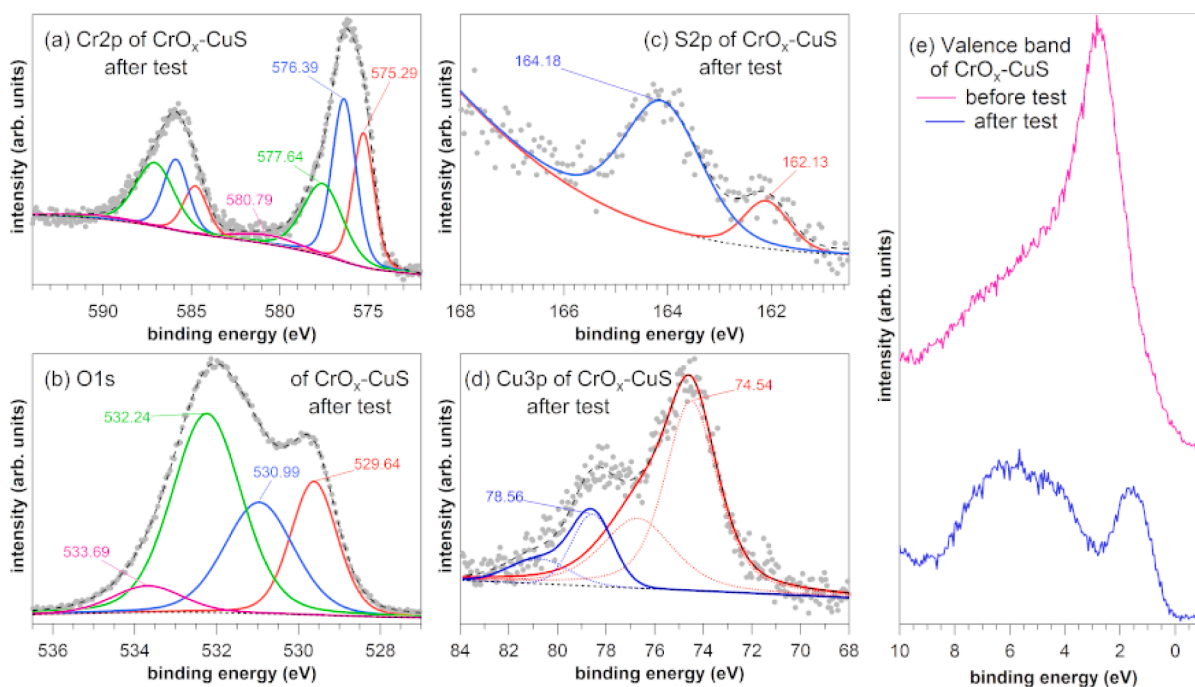 (a) Cr2p of CrOₓ-CuS
after test
576.39
575.29
577.64
580.79
intensity (arb. units)
590 585 580 575
binding energy (eV)
(b) O1s of CrOₓ-CuS
after test
532.24
530.99
529.64
533.69
intensity (arb. units)
536 534 532 530 528
binding energy (eV)
(c) S2p of CrOₓ-CuS
after test
164.18
162.13
intensity (arb. units)
168 166 164 162
binding energy (eV)
(d) Cu3p of CrOₓ-CuS
after test
74.54
78.56
intensity (arb. units)
84 82 80 78 76 74 72 70 68
binding energy (eV)
(e) Valence band
of CrOₓ-CuS
before test
after test
intensity (arb. units)
10 8 6 4 2 0
binding energy (eV)